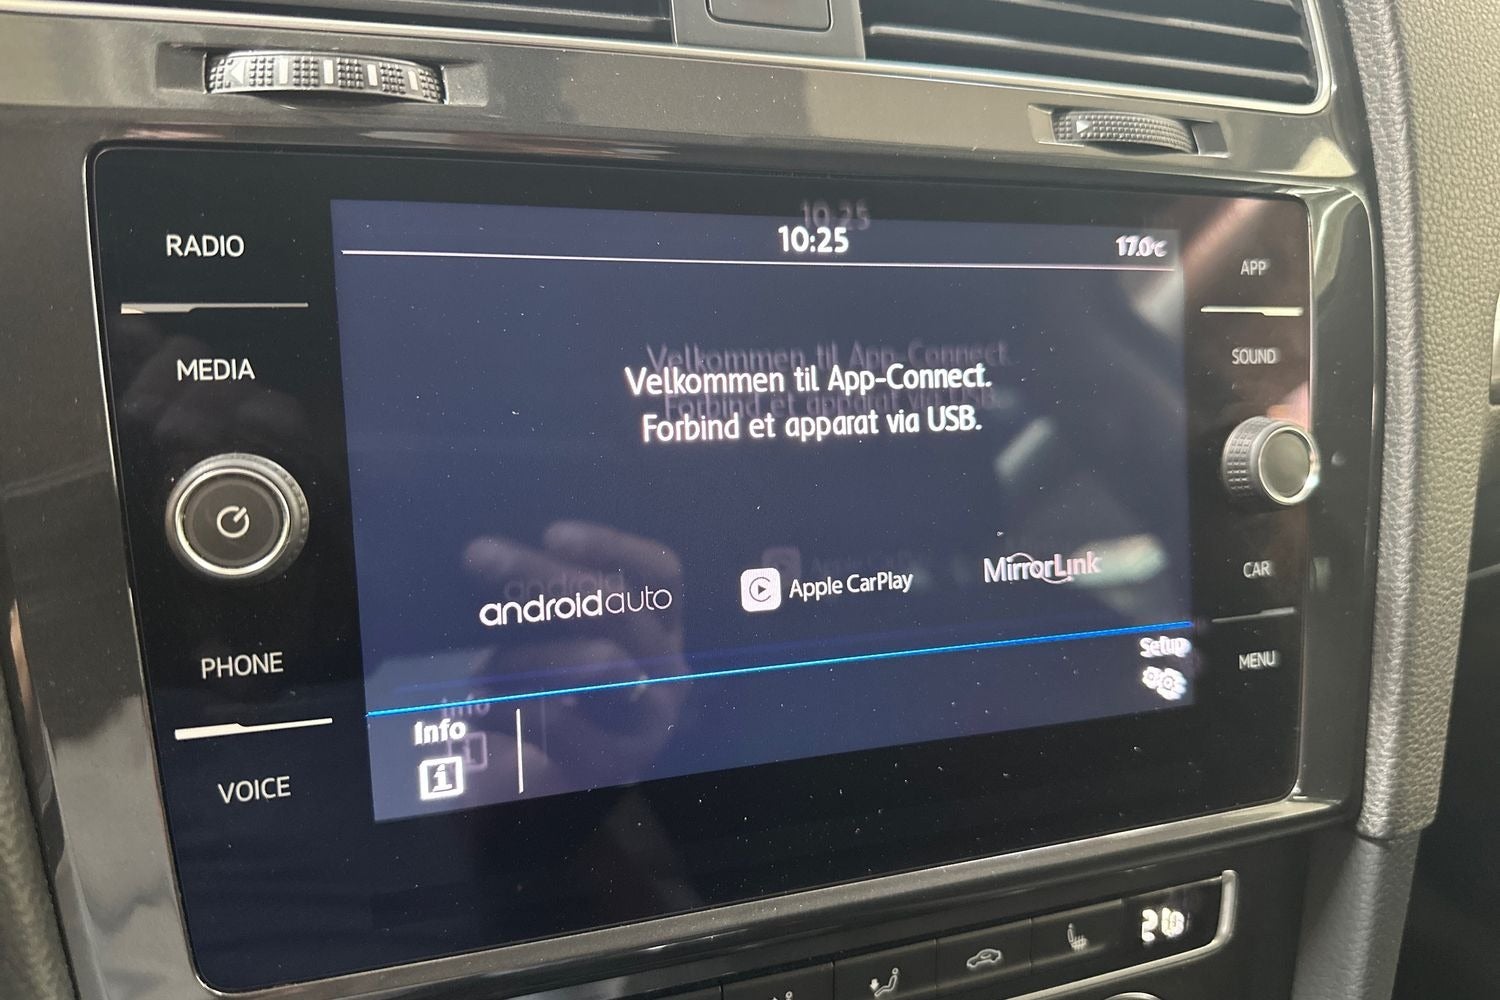 RADIO
MEDIA
PHONE
VOICE
10:25
17.0°C
Velkommen til App-Connect.
Forbind et apparat via USB.
androidauto
Apple CarPlay
MirrorLink
Info
Setup
APP
SOUND
CAR
MENU